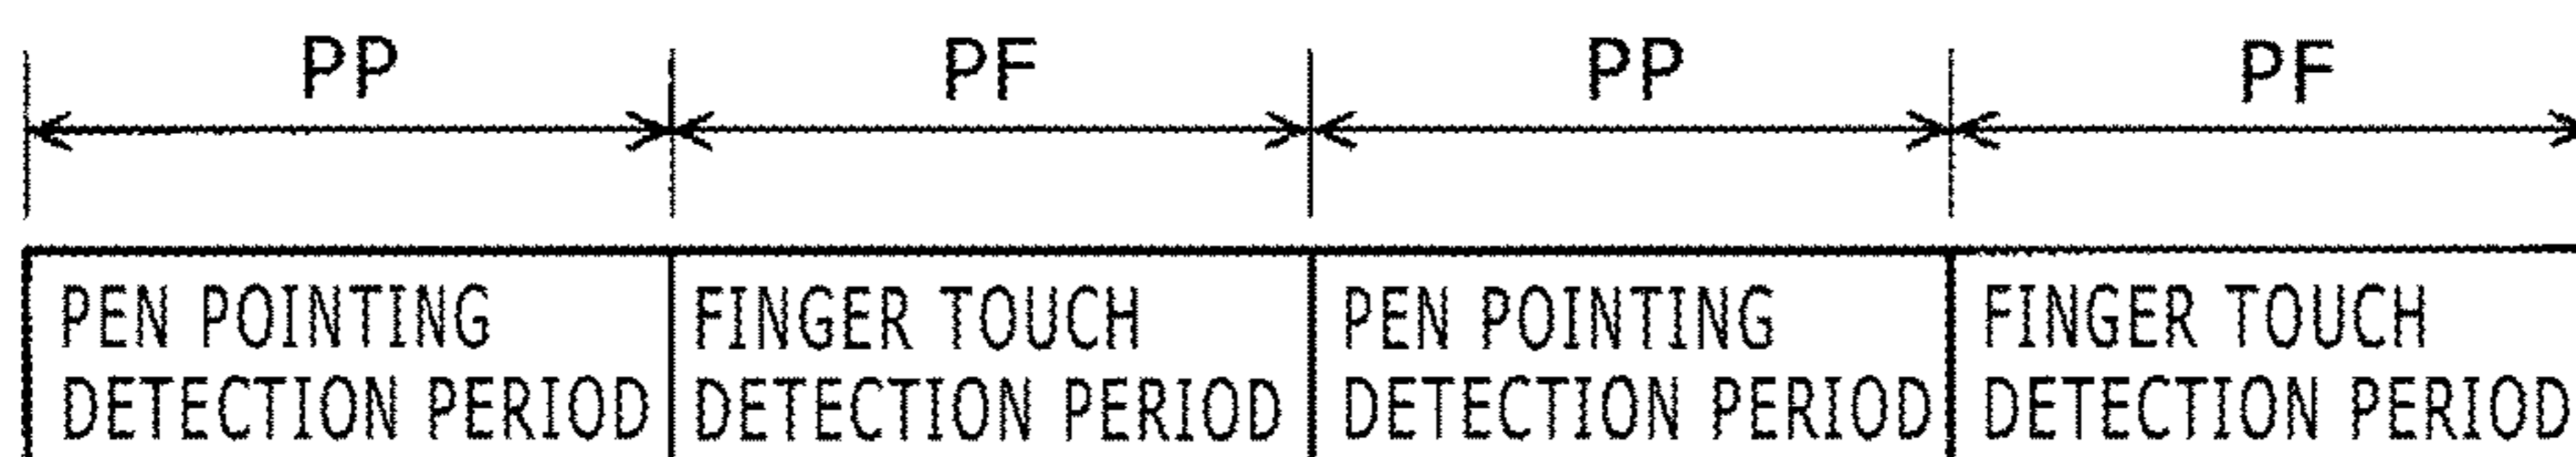 PP PF PP PF
PEN POINTING FINGER TOUCH PEN POINTING FINGER TOUCH
DETECTION PERIOD DETECTION PERIOD DETECTION PERIOD DETECTION PERIOD